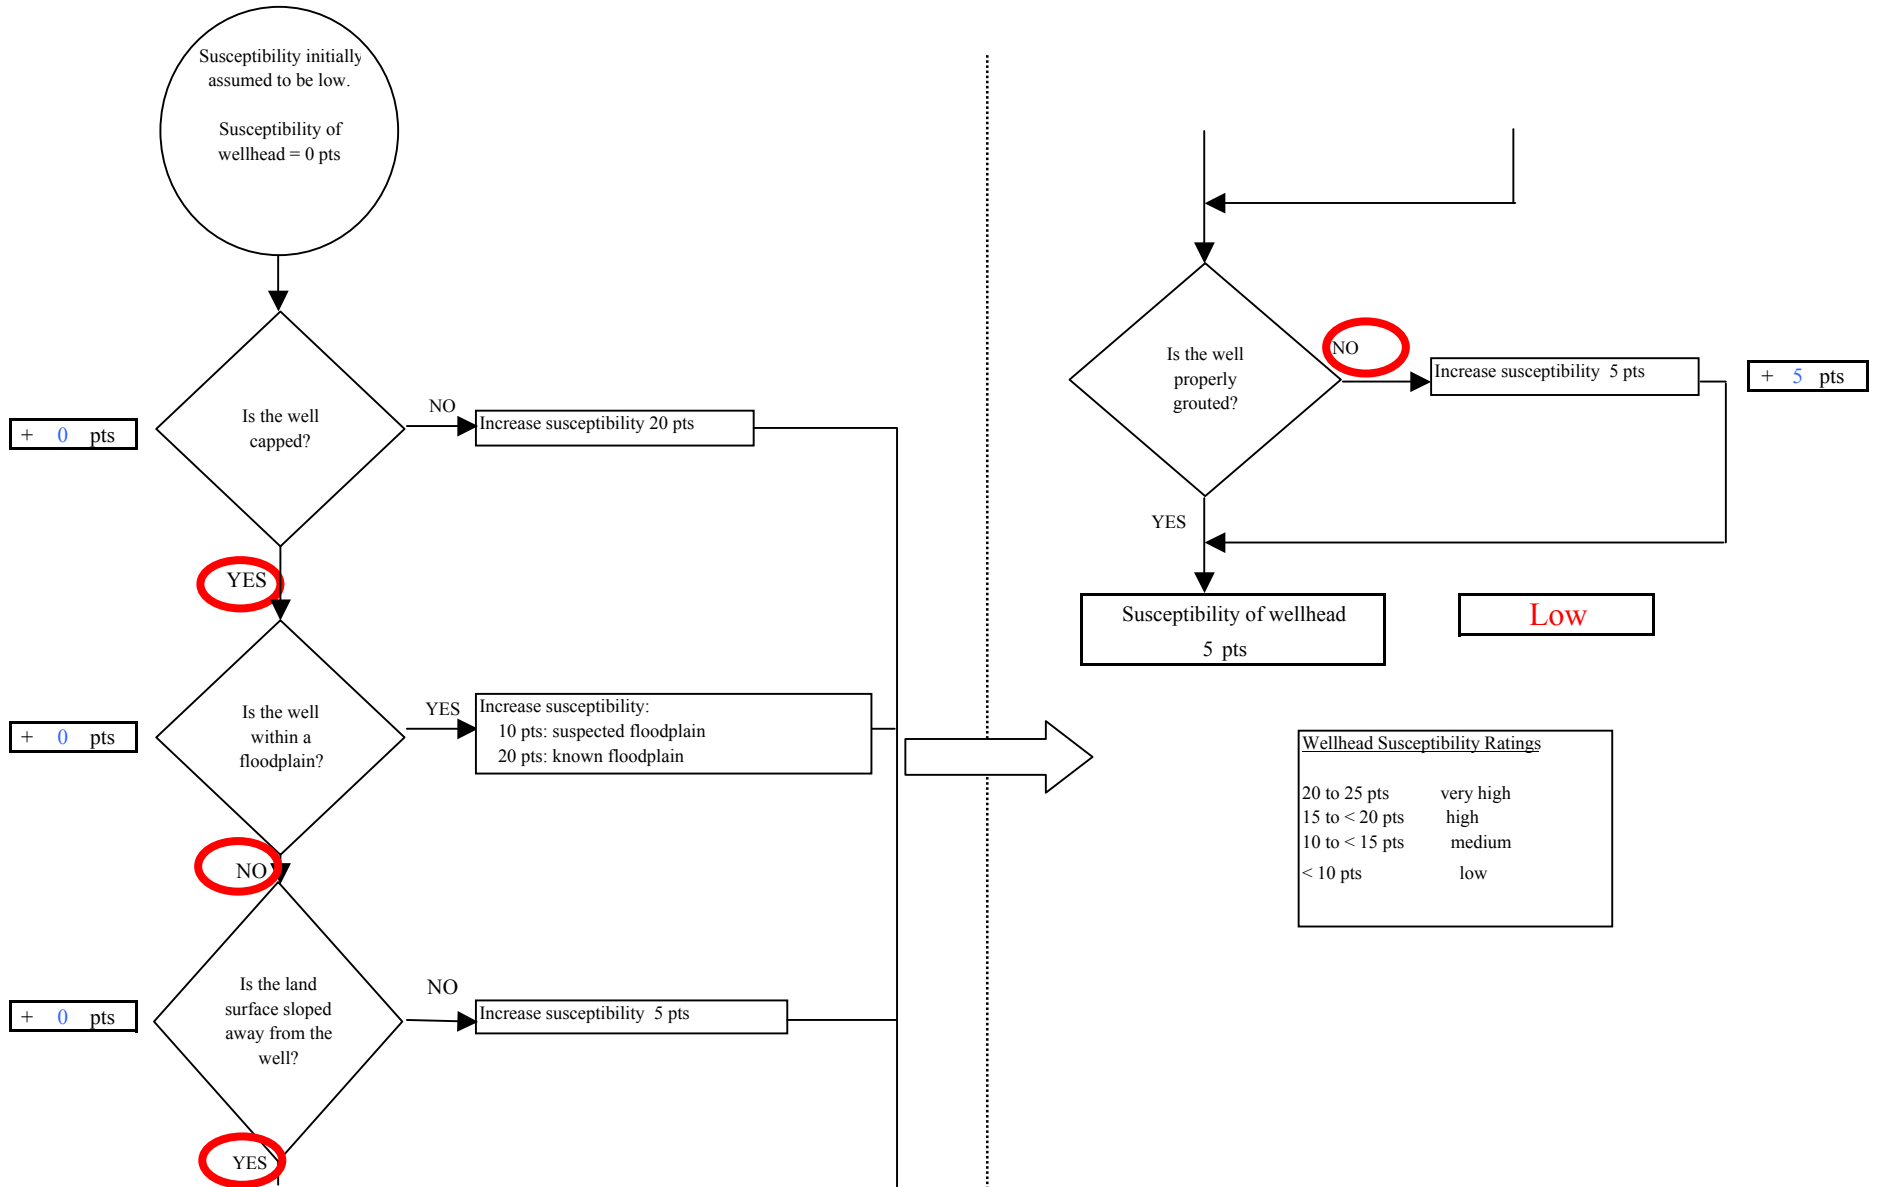 Susceptibility initially
assumed to be low.
Susceptibility of
wellhead = 0 pts
Is the well
capped?
NO
Increase susceptibility 20 pts
+ 0 pts
YES
Is the well
within a
floodplain?
YES
Increase susceptibility:
10 pts: suspected floodplain
20 pts: known floodplain
+ 0 pts
NO
Is the land
surface sloped
away from the
well?
NO
Increase susceptibility 5 pts
+ 0 pts
YES
Is the well
properly
grouted?
NO
Increase susceptibility 5 pts
+ 5 pts
YES
Susceptibility of wellhead
5 pts
Low
Wellhead Susceptibility Ratings
20 to 25 pts very high
15 to < 20 pts high
10 to < 15 pts medium
< 10 pts low